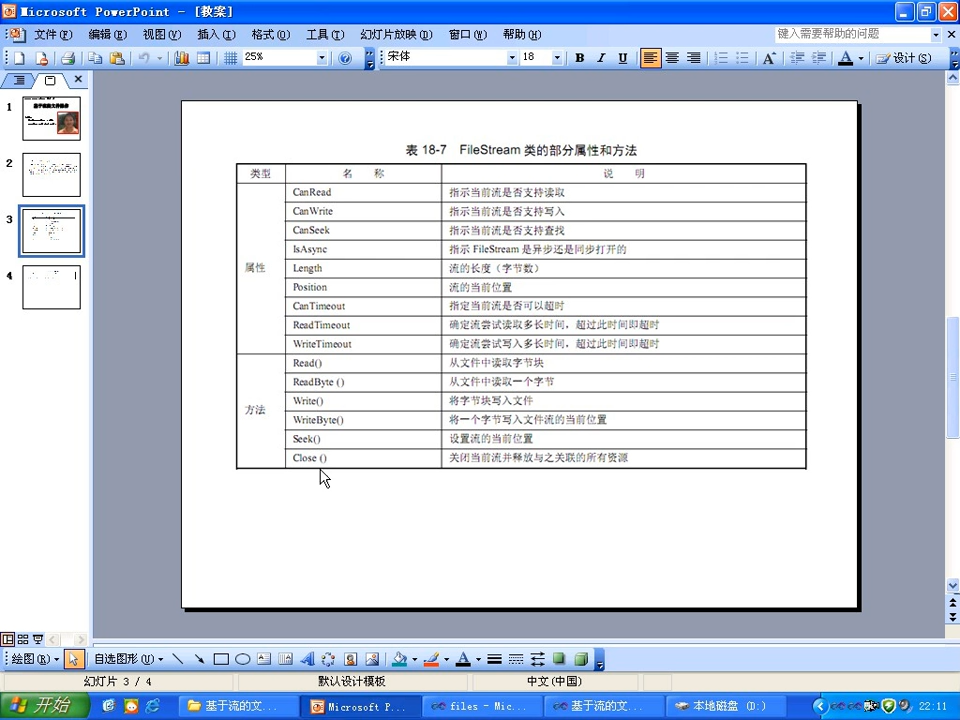 Microsoft PowerPoint - [教案]
文件(F) 编辑(E) 视图(V) 插入(I) 格式(O) 工具(T) 幻灯片放映(D) 窗口(W) 帮助(H) 键入需要帮助的问题
25% 宋体 18 B I U A A 设计(S)
1
2
3
4
表 18-7 FileStream 类的部分属性和方法
类型 名 称 说 明
属性
CanRead 指示当前流是否支持读取
CanWrite 指示当前流是否支持写入
CanSeek 指示当前流是否支持查找
IsAsync 指示 FileStream 是异步还是同步打开的
Length 流的长度（字节数）
Position 流的当前位置
CanTimeout 指定当前流是否可以超时
ReadTimeout 确定流尝试读取多长时间，超过此时间即超时
WriteTimeout 确定流尝试写入多长时间，超过此时间即超时
方法
Read() 从文件中读取字节块
ReadByte () 从文件中读取一个字节
Write() 将字节块写入文件
WriteByte() 将一个字节写入文件流的当前位置
Seek() 设置流的当前位置
Close () 关闭当前流并释放与之关联的所有资源
绘图(R) 自选图形(U) A
幻灯片 3 / 4 默认设计模板 中文(中国)
开始 基于流的文... Microsoft P... files - Mic... 基于流的文... 本地磁盘 (D:) 22:11